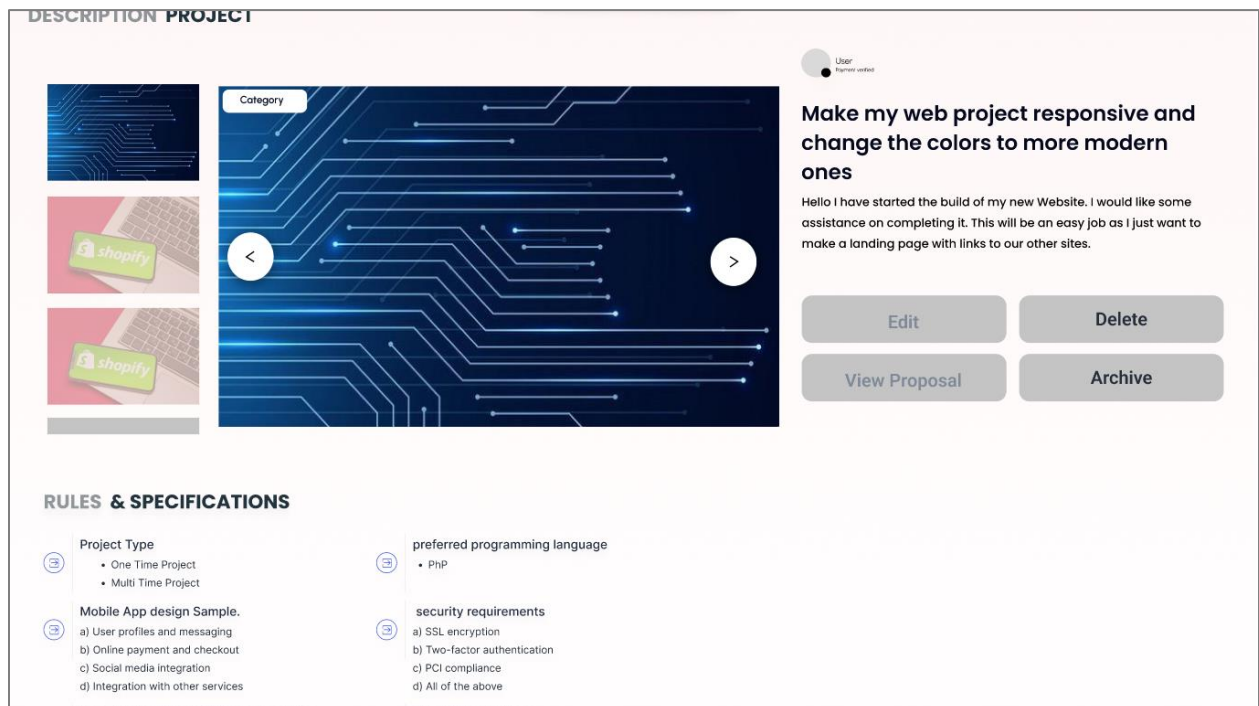 DESCRIPTION PROJECT
Category
shopify
shopify
<
>
User
Payment verified
Make my web project responsive and
change the colors to more modern
ones
Hello I have started the build of my new Website. I would like some
assistance on completing it. This will be an easy job as I just want to
make a landing page with links to our other sites.
Edit
Delete
View Proposal
Archive
RULES & SPECIFICATIONS
Project Type
• One Time Project
• Multi Time Project
preferred programming language
• PhP
Mobile App design Sample.
a) User profiles and messaging
b) Online payment and checkout
c) Social media integration
d) Integration with other services
security requirements
a) SSL encryption
b) Two-factor authentication
c) PCI compliance
d) All of the above